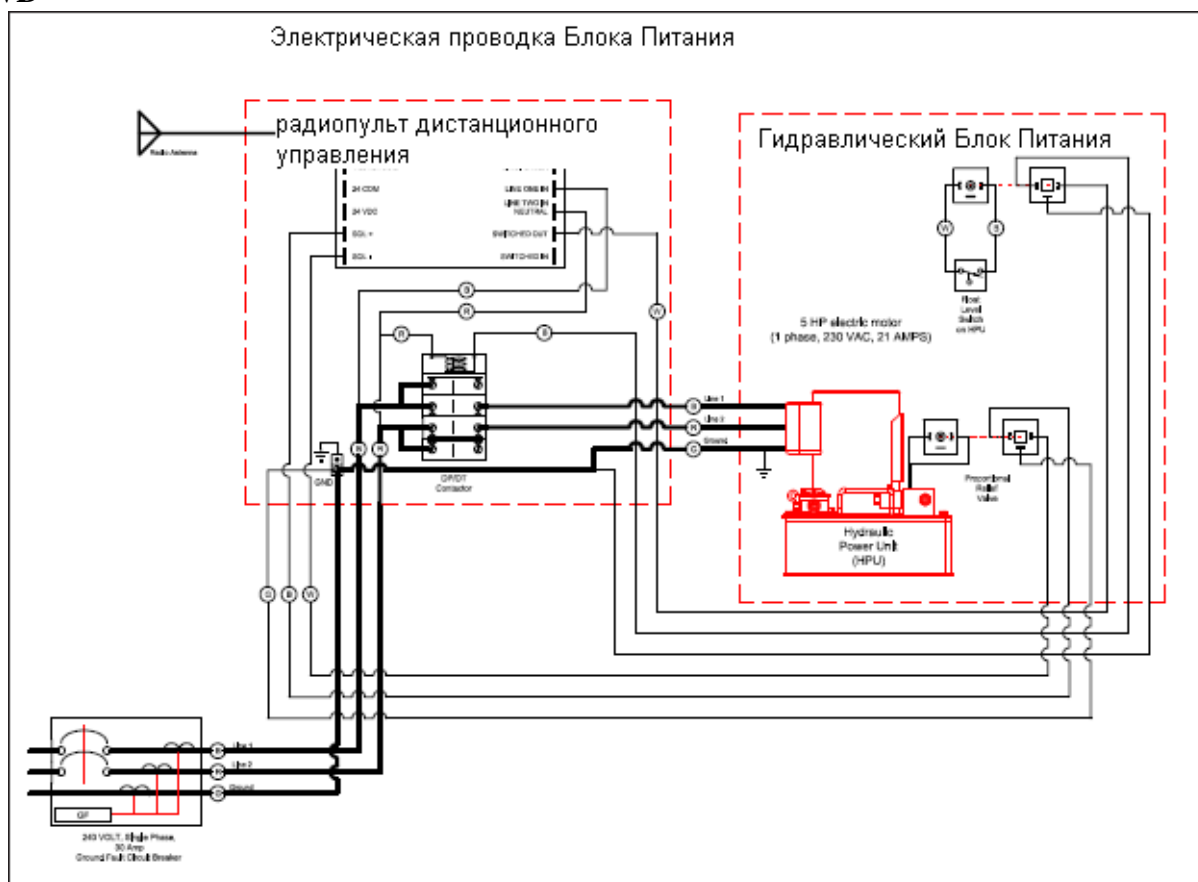 Электрическая проводка Блока Питания
радиопульт дистанционного
управления
Radio Antenna
24 COM
24 VDC
SOL +
SOL
LINE ONE IN
LINE TWO IN
NEUTRAL
SWITCHED OUT
SWITCHED IN
B
R
R
B
W
DP/DT
Contactor
GND
B
R
G
B
W
Line 1
Line 2
Ground
B
R
G
Гидравлический Блок Питания
W
B
Float
Level
Switch
on HPU
5 HP electric motor
(1 phase, 230 VAC, 21 AMPS)
Proportional
Relief
Valve
Hydraulic
Power Unit
(HPU)
Line 1
Line 2
Ground
B
R
G
GF
240 VOLT, Single Phase,
30 Amp
Ground Fault Circuit Breaker